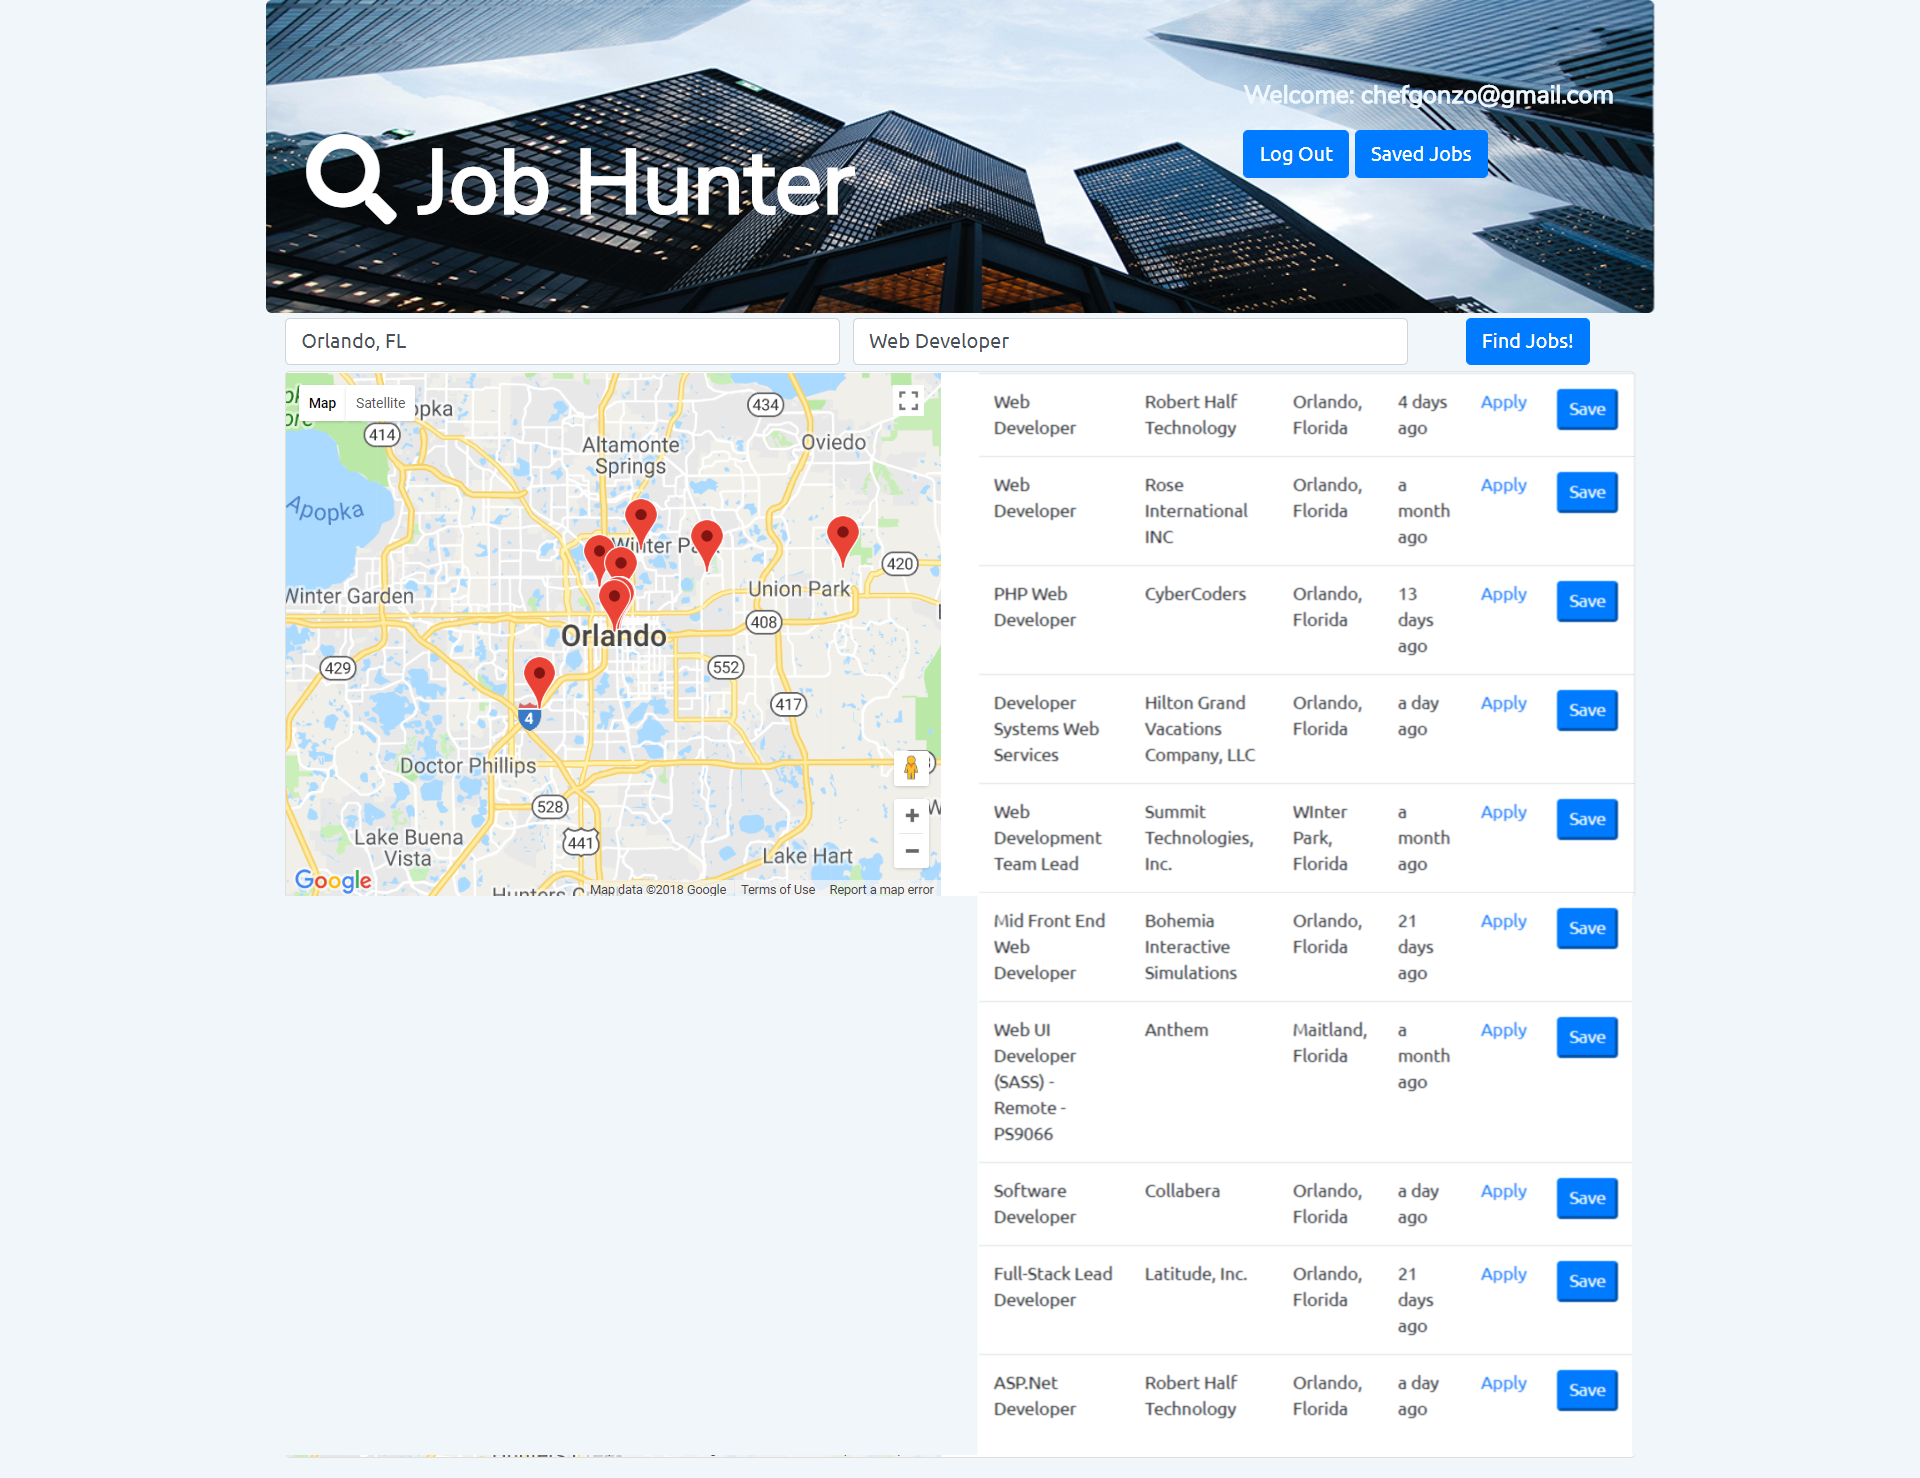 Welcome: chefgonzo@gmail.com
Log Out Saved Jobs
Job Hunter
Orlando, FL Web Developer Find Jobs!
Map Satellite
opka
434
414
Altamonte
Springs
Oviedo
Apopka
Winter Pa
420
Winter Garden
Union Park
408
Orlando
429
552
417
4
Doctor Phillips
528
441
Lake Buena
Vista
Lake Hart
Google
Map data ©2018 Google Terms of Use Report a map error
Web Developer Robert Half Technology Orlando, Florida 4 days ago Apply Save
Web Developer Rose International INC Orlando, Florida a month ago Apply Save
PHP Web Developer CyberCoders Orlando, Florida 13 days ago Apply Save
Developer Systems Web Services Hilton Grand Vacations Company, LLC Orlando, Florida a day ago Apply Save
Web Development Team Lead Summit Technologies, Inc. WInter Park, Florida a month ago Apply Save
Mid Front End Web Developer Bohemia Interactive Simulations Orlando, Florida 21 days ago Apply Save
Web UI Developer (SASS) - Remote - PS9066 Anthem Maitland, Florida a month ago Apply Save
Software Developer Collabera Orlando, Florida a day ago Apply Save
Full-Stack Lead Developer Latitude, Inc. Orlando, Florida 21 days ago Apply Save
ASP.Net Developer Robert Half Technology Orlando, Florida a day ago Apply Save